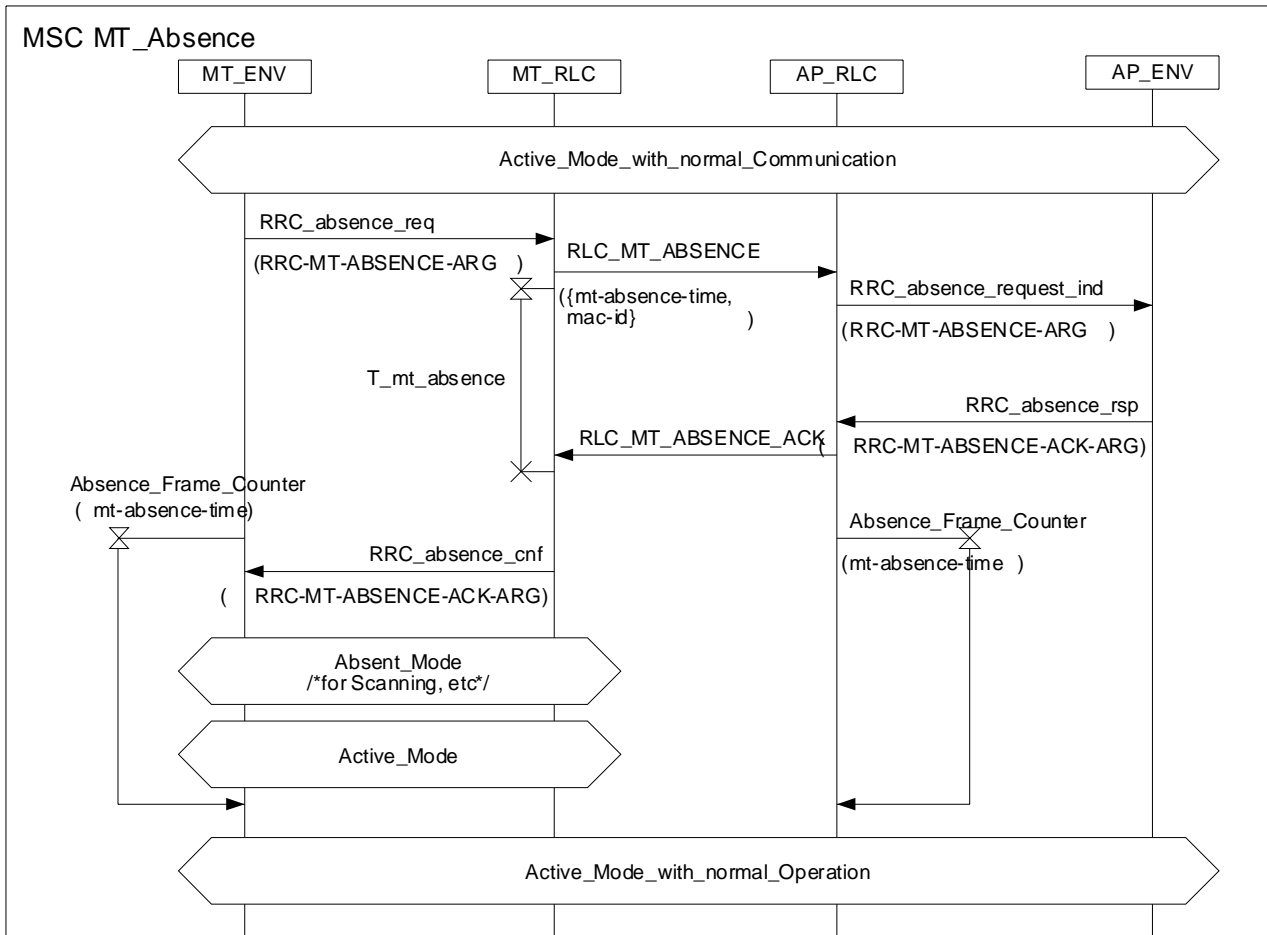 MSC MT_Absence
MT_ENV
MT_RLC
AP_RLC
AP_ENV
Active_Mode_with_normal_Communication
RRC_absence_req
(RRC-MT-ABSENCE-ARG )
RLC_MT_ABSENCE
({mt-absence-time,
mac-id} )
RRC_absence_request_ind
(RRC-MT-ABSENCE-ARG )
T_mt_absence
RRC_absence_rsp
( RRC-MT-ABSENCE-ACK-ARG)
RLC_MT_ABSENCE_ACK
Absence_Frame_Counter
( mt-absence-time)
Absence_Frame_Counter
(mt-absence-time )
RRC_absence_cnf
( RRC-MT-ABSENCE-ACK-ARG)
Absent_Mode
/*for Scanning, etc*/
Active_Mode
Active_Mode_with_normal_Operation